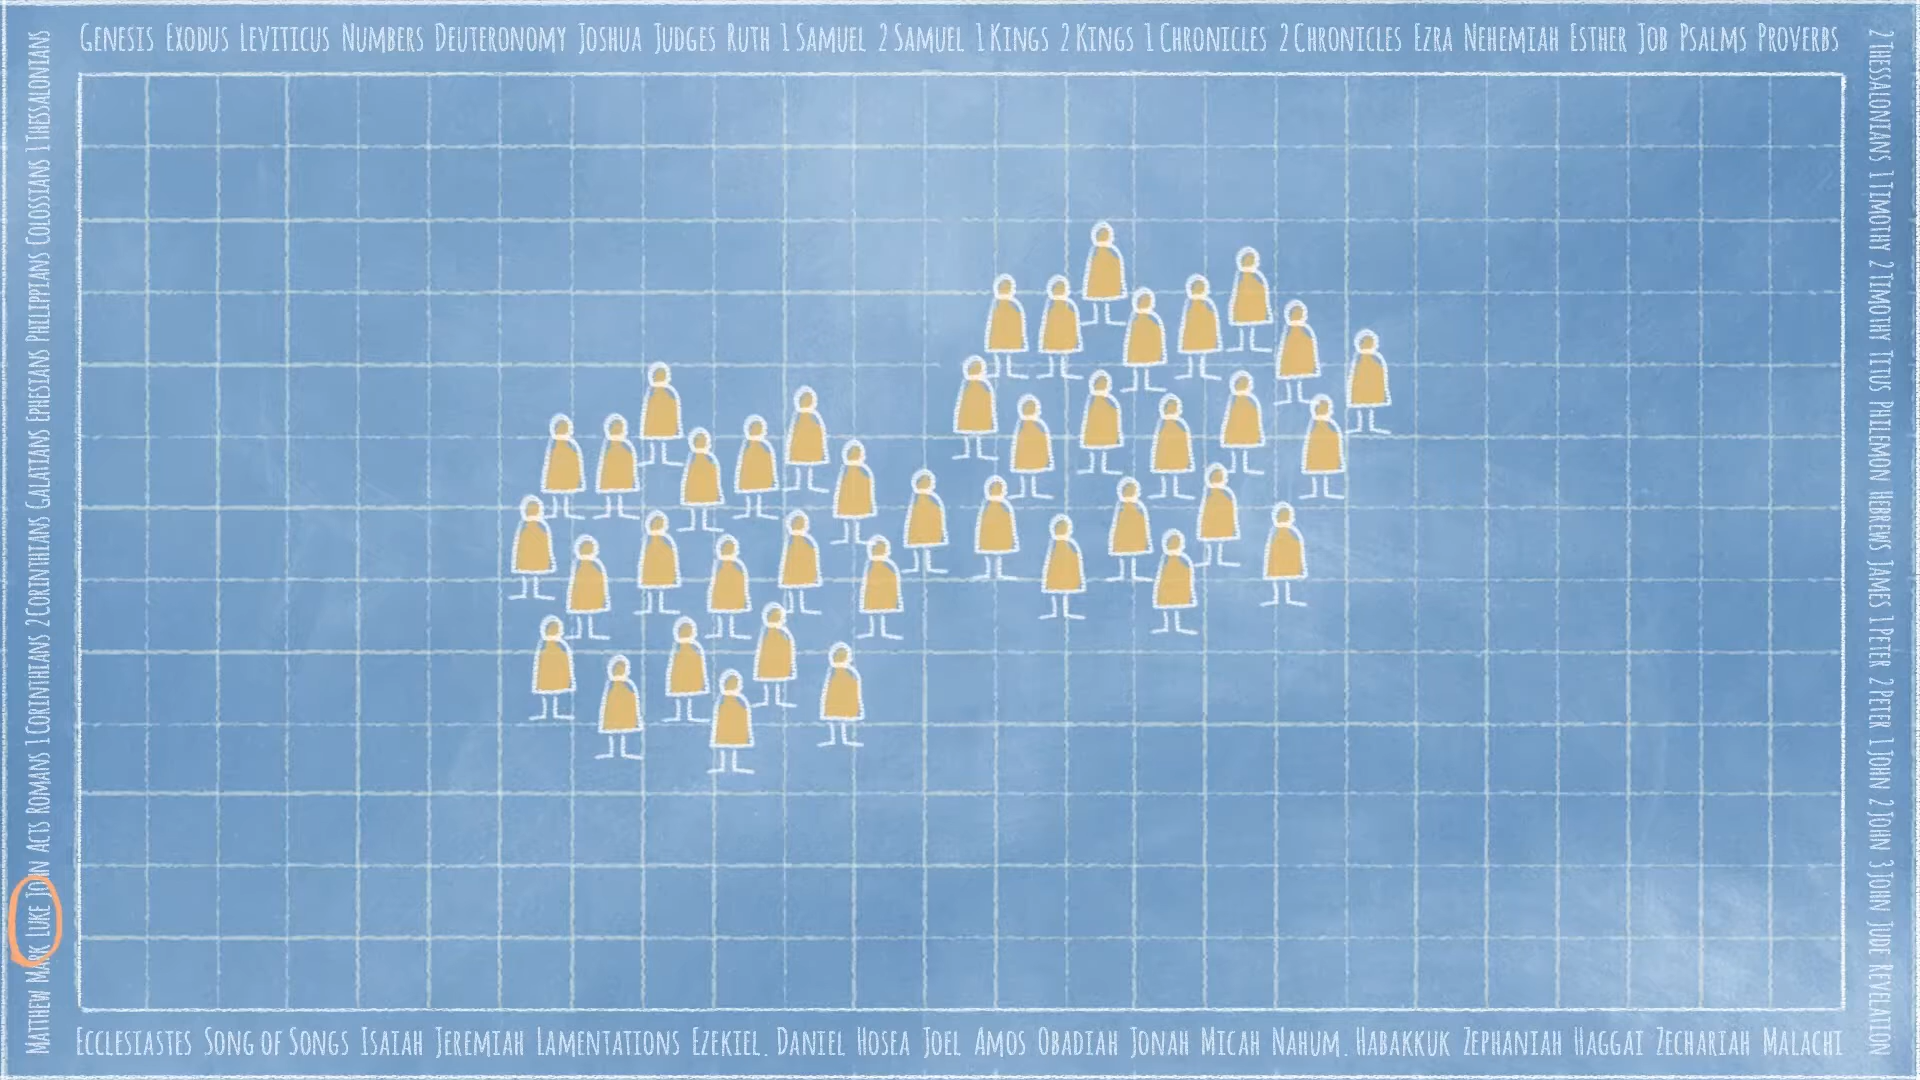 GENESIS EXODUS LEVITICUS NUMBERS DEUTERONOMY JOSHUA JUDGES RUTH 1 SAMUEL 2 SAMUEL 1 KINGS 2 KINGS 1 CHRONICLES 2 CHRONICLES EZRA NEHEMIAH ESTHER JOB PSALMS PROVERBS
ECCLESIASTES SONG OF SONGS ISAIAH JEREMIAH LAMENTATIONS EZEKIEL. DANIEL HOSEA JOEL AMOS OBADIAH JONAH MICAH NAHUM. HABAKKUK ZEPHANIAH HAGGAI ZECHARIAH MALACHI
MATTHEW MARK LUKE JOHN ACTS ROMANS 1 CORINTHIANS 2 CORINTHIANS GALATIANS EPHESIANS PHILIPPIANS COLOSSIANS 1 THESSALONIANS
2 THESSALONIANS 1 TIMOTHY 2 TIMOTHY TITUS PHILEMON HEBREWS JAMES 1 PETER 2 PETER 1 JOHN 2 JOHN 3 JOHN JUDE REVELATION